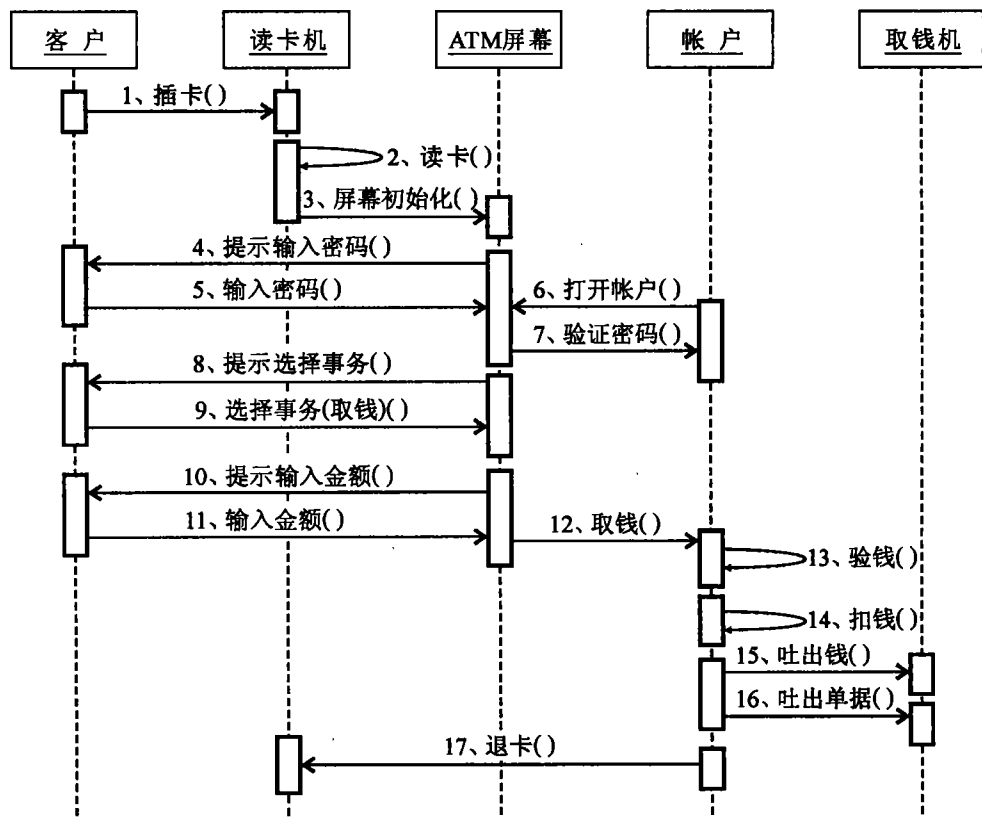 客 户
读卡机
ATM屏幕
帐 户
取钱机
1、插卡( )
2、读卡( )
3、屏幕初始化( )
4、提示输入密码( )
5、输入密码( )
6、打开帐户( )
7、验证密码( )
8、提示选择事务( )
9、选择事务(取钱)( )
10、提示输入金额( )
11、输入金额( )
12、取钱( )
13、验钱( )
14、扣钱( )
15、吐出钱( )
16、吐出单据( )
17、退卡( )